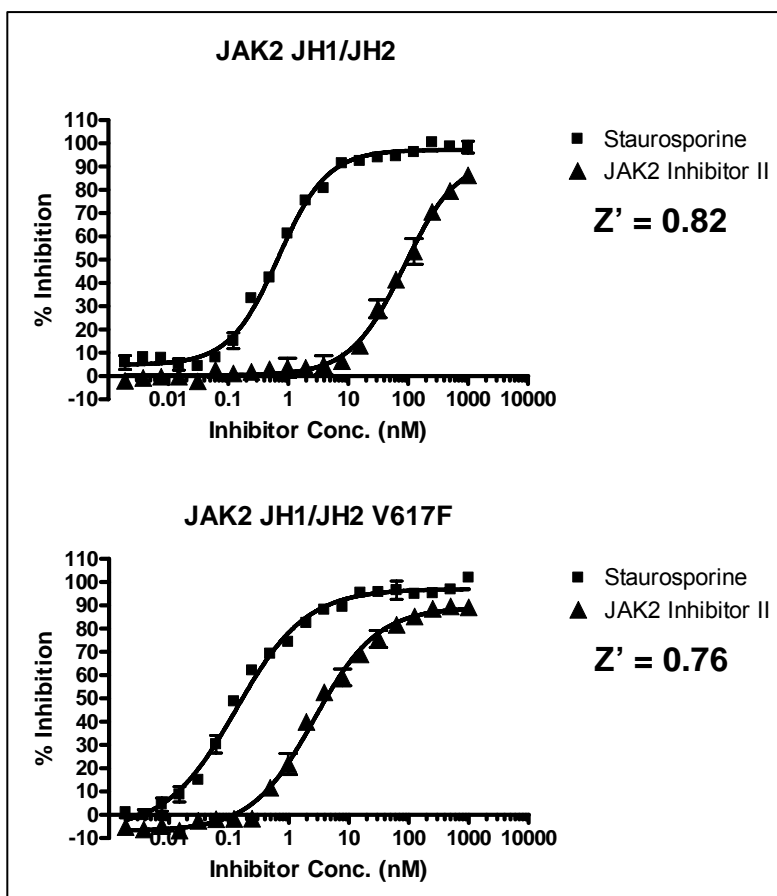 JAK2 JH1/JH2
110
100
90
80
70
60
50
40
30
20
10
0
-10
% Inhibition
0.01 0.1 1 10 100 1000 10000
Inhibitor Conc. (nM)
Staurosporine
JAK2 Inhibitor II
Z' = 0.82
JAK2 JH1/JH2 V617F
110
100
90
80
70
60
50
40
30
20
10
0
-10
% Inhibition
0.01 0.1 1 10 100 1000 10000
Inhibitor Conc. (nM)
Staurosporine
JAK2 Inhibitor II
Z' = 0.76